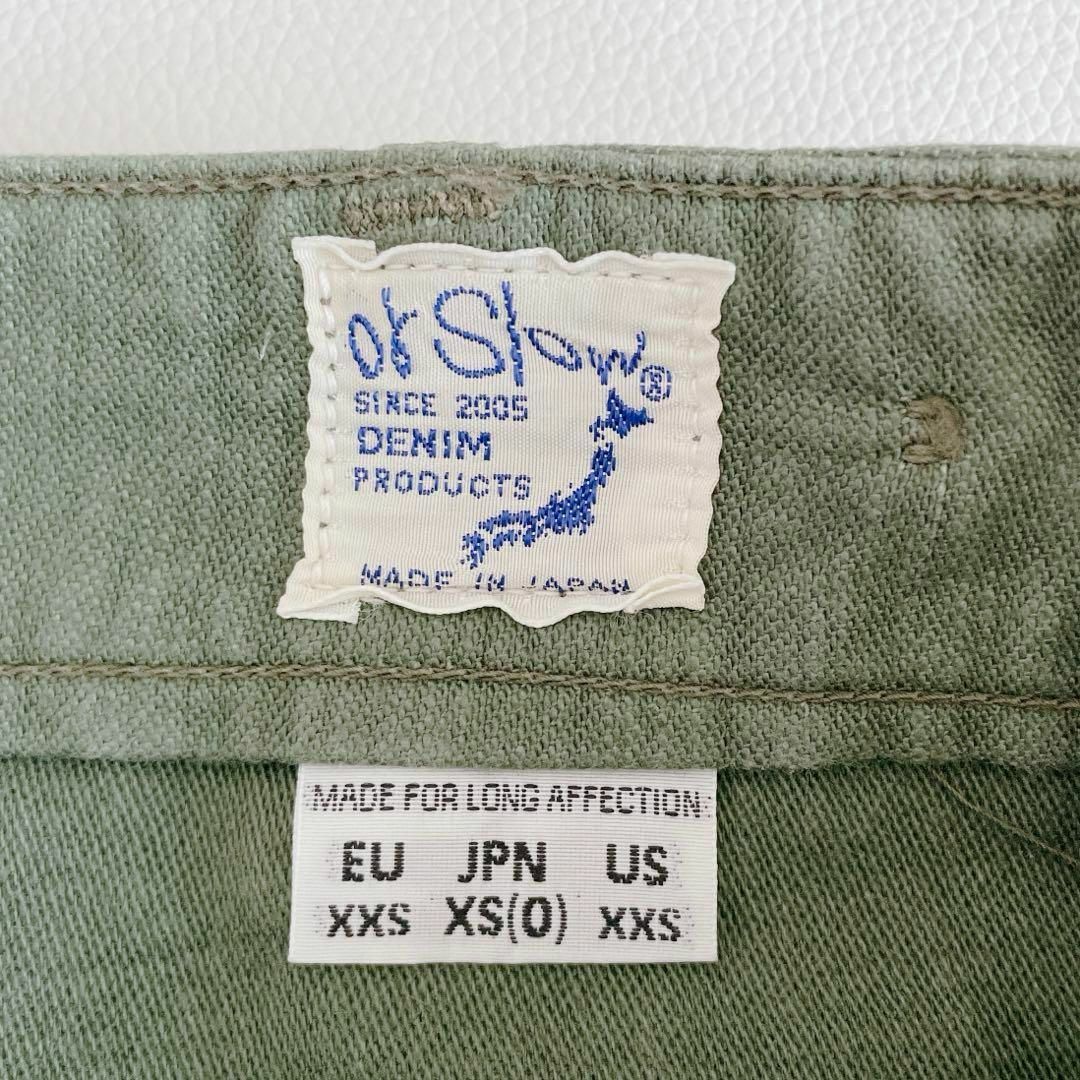 or Slow®
SINCE 2005
DENIM
PRODUCTS
MADE IN JAPAN
MADE FOR LONG AFFECTION
EU JPN US
XXS XS(0) XXS